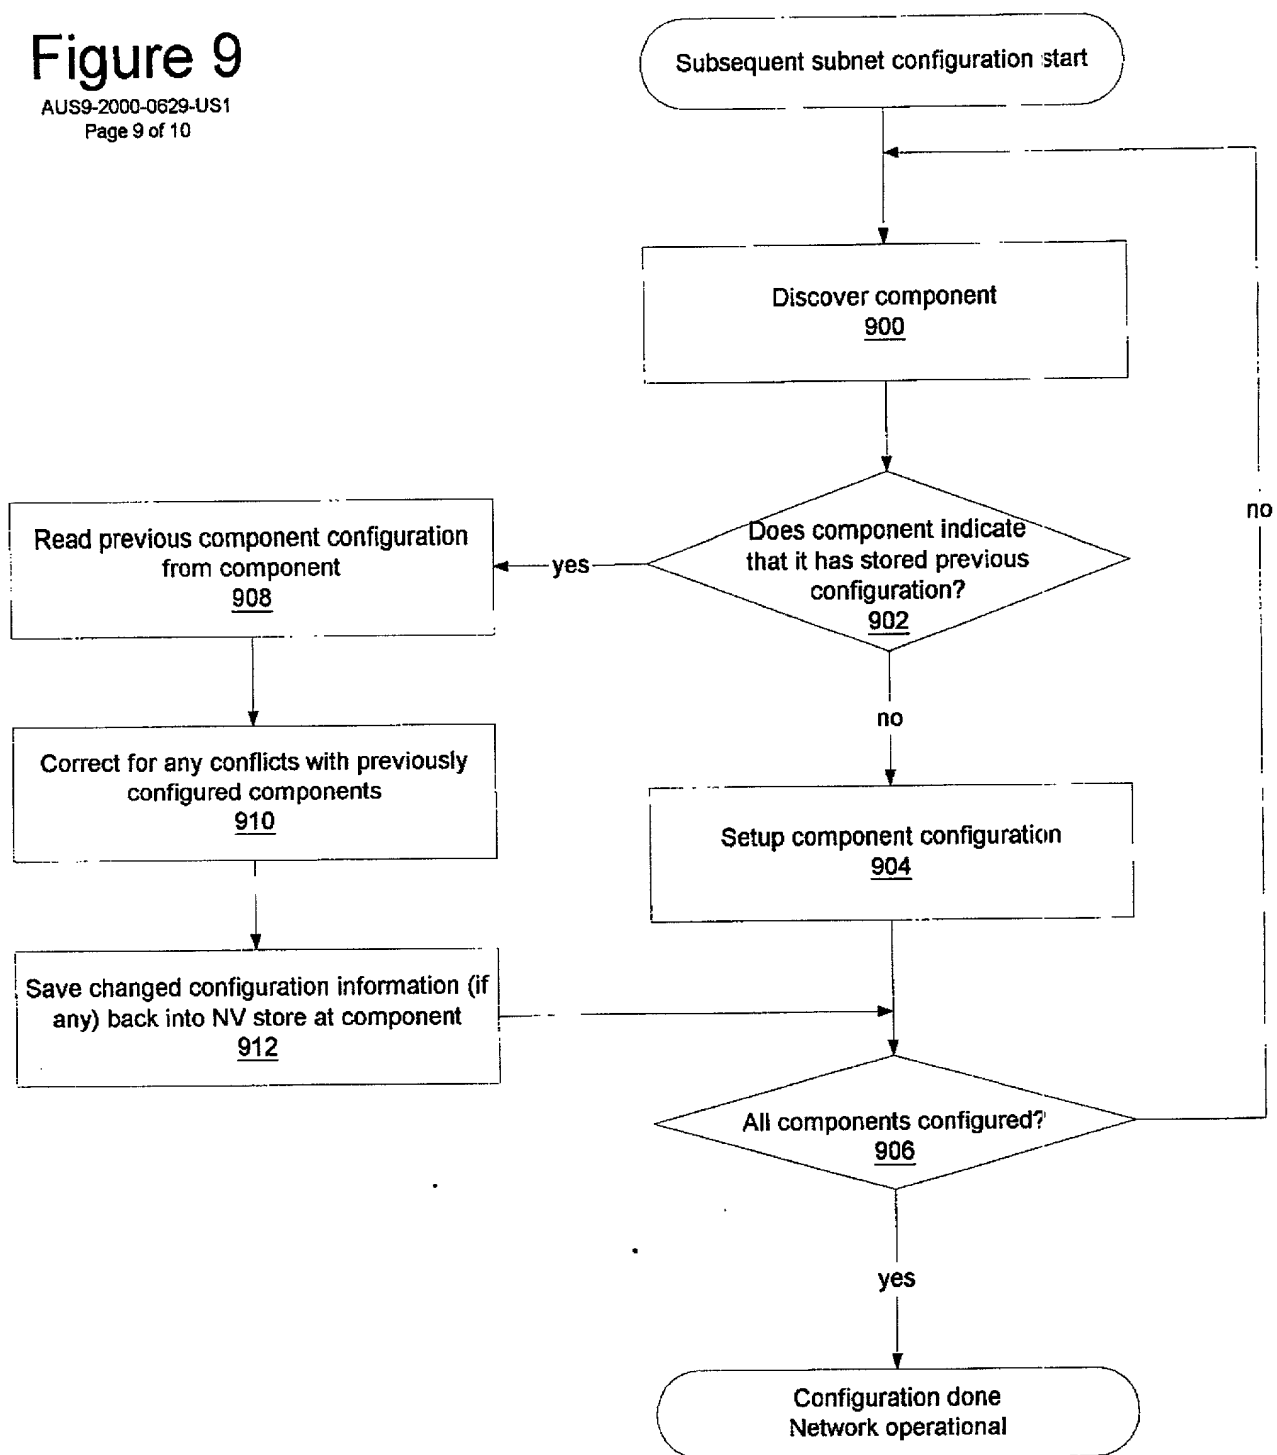 Figure 9
AUS9-2000-0629-US1
Page 9 of 10
Subsequent subnet configuration start
Discover component
900
Does component indicate
that it has stored previous
configuration?
902
yes
no
no
Read previous component configuration
from component
908
Correct for any conflicts with previously
configured components
910
Save changed configuration information (if
any) back into NV store at component
912
Setup component configuration
904
All components configured?
906
yes
Configuration done
Network operational